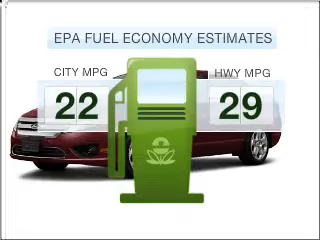 EPA FUEL ECONOMY ESTIMATES
CITY MPG
HWY MPG
22
29